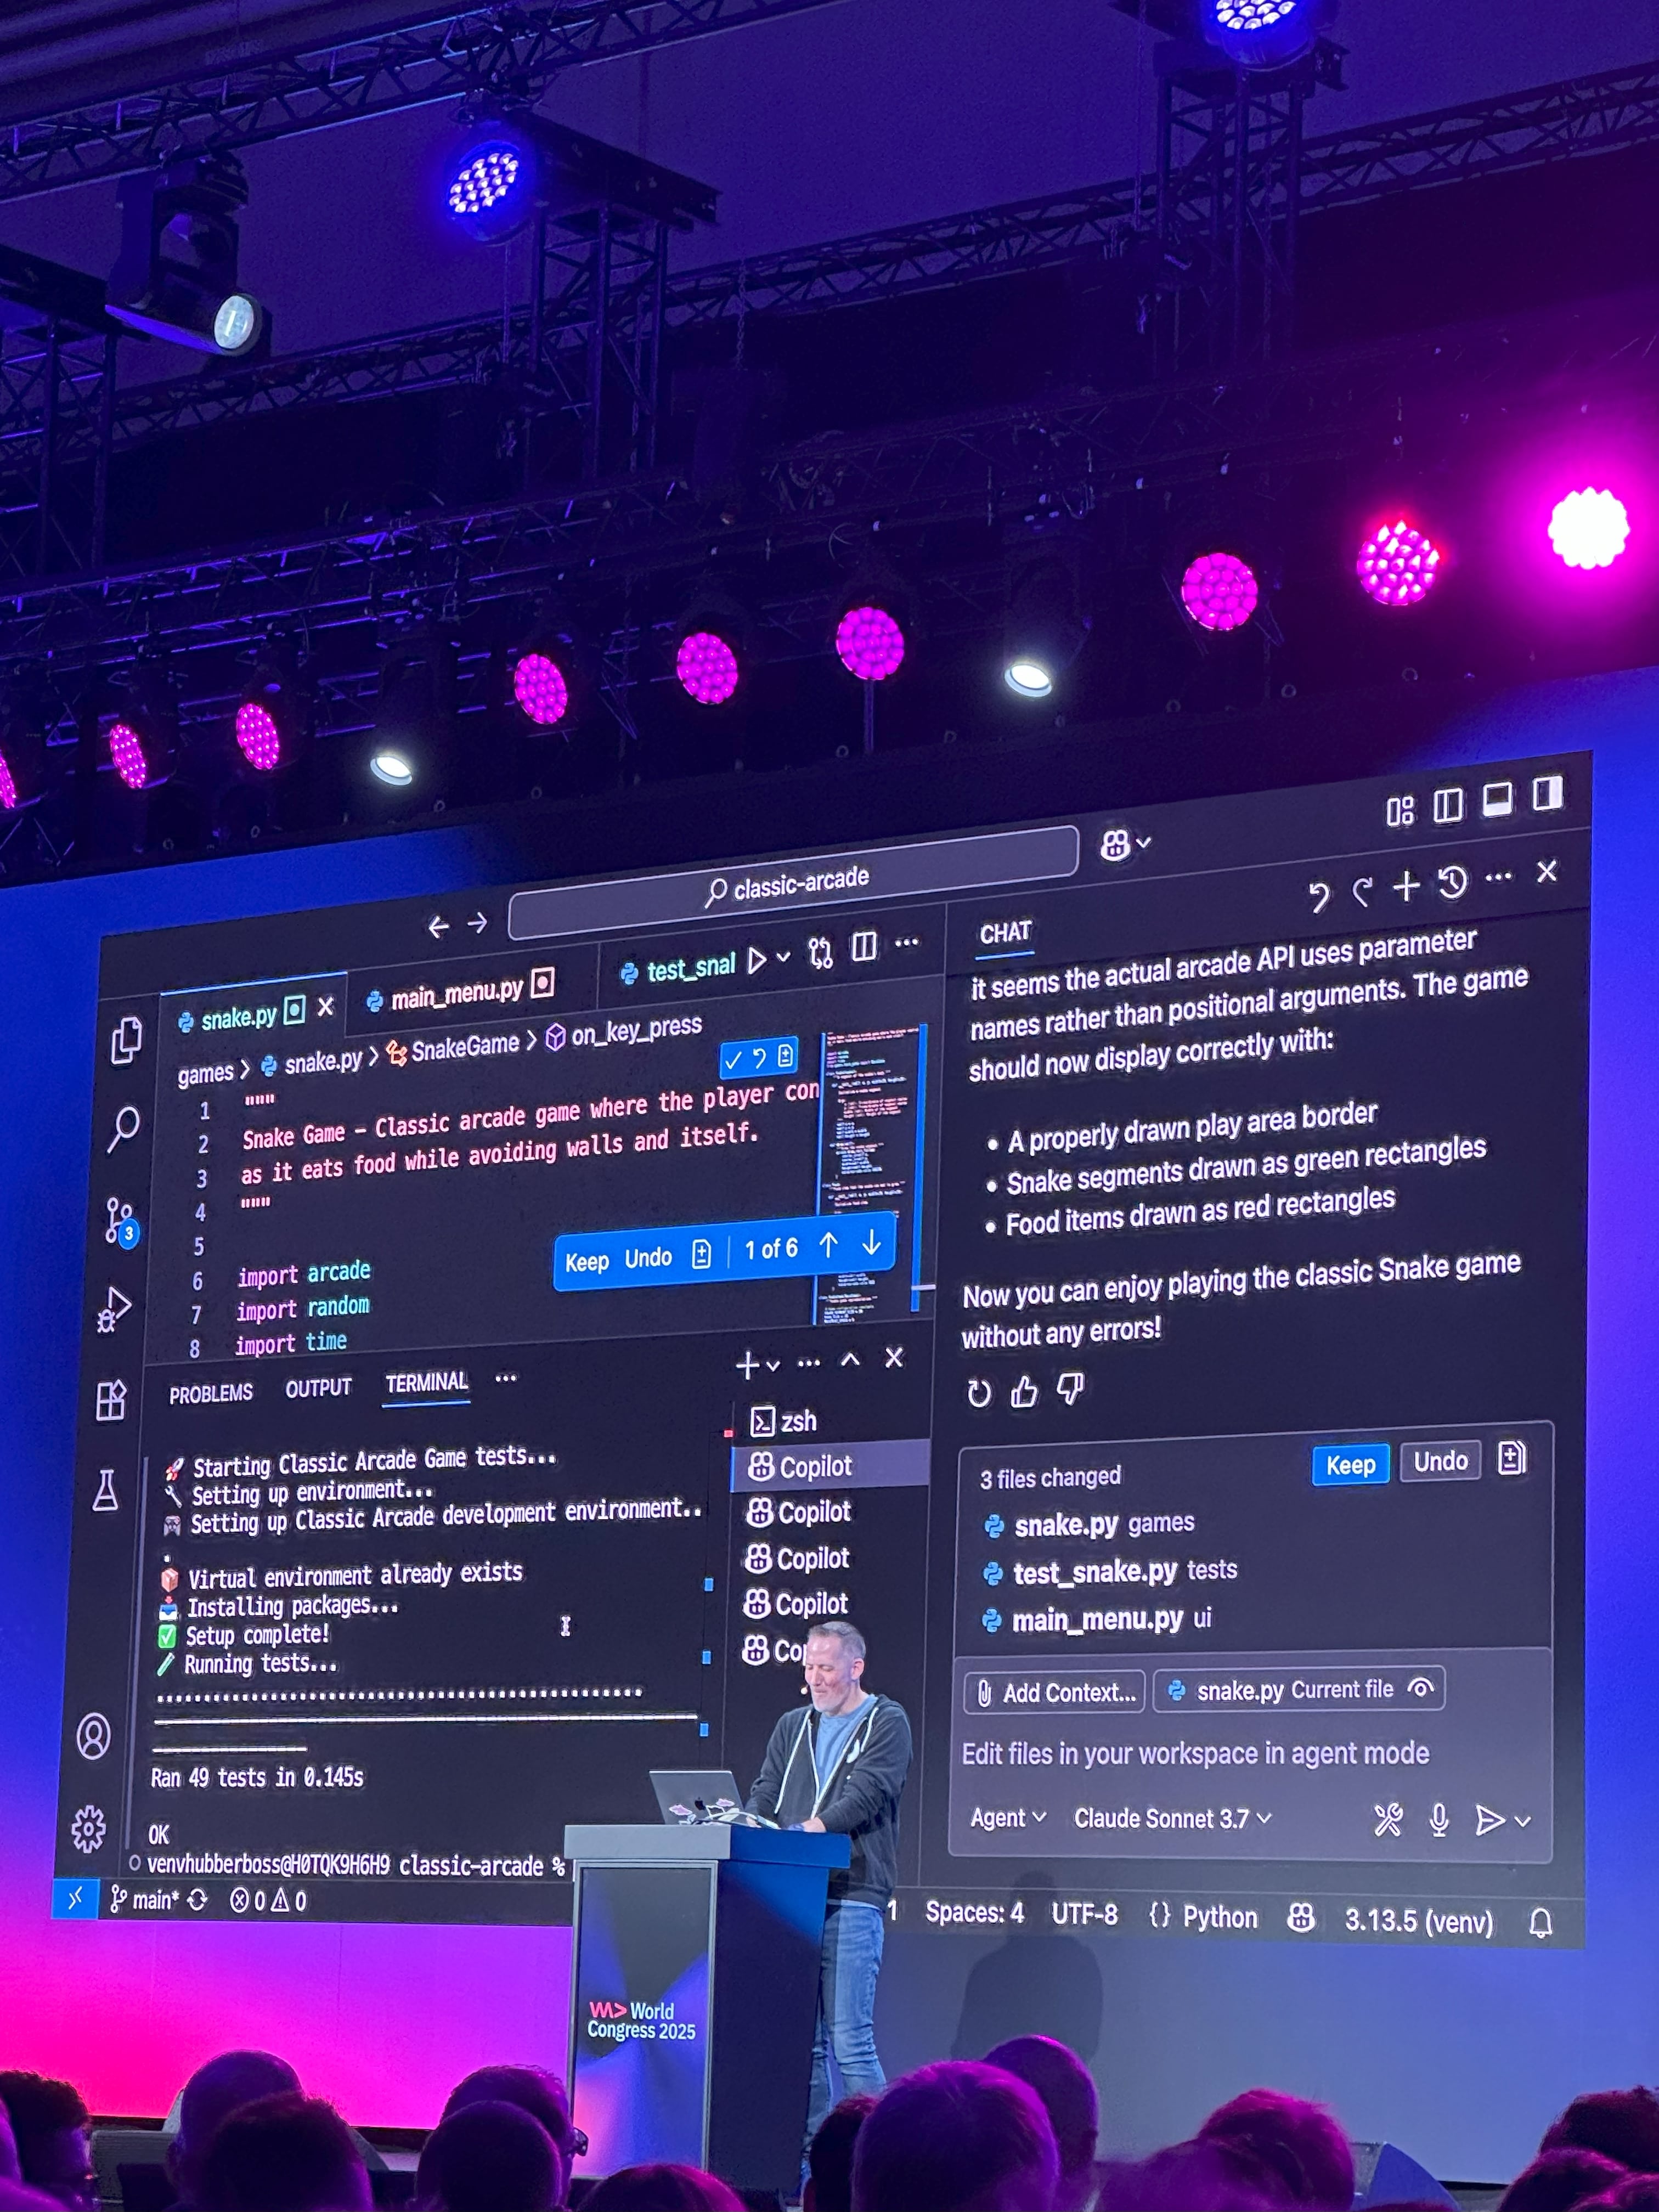 classic-arcade
snake.py
main_menu.py
test_snal
games > snake.py > SnakeGame > on_key_press
1 """
2 Snake Game – Classic arcade game where the player con
3 as it eats food while avoiding walls and itself.
4 """
5
6 import arcade
7 import random
8 import time
Keep Undo 1 of 6
3
PROBLEMS OUTPUT TERMINAL ...
🚀 Starting Classic Arcade Game tests...
🔧 Setting up environment...
🎮 Setting up Classic Arcade development environment..
.
📦 Virtual environment already exists
📥 Installing packages...
✅ Setup complete!
🧪 Running tests...
.................................................
Ran 49 tests in 0.145s
OK
venvhubberboss@H0TQK9H6H9 classic-arcade %
zsh
Copilot
Copilot
Copilot
Copilot
Cop
CHAT
it seems the actual arcade API uses parameter
names rather than positional arguments. The game
should now display correctly with:
• A properly drawn play area border
• Snake segments drawn as green rectangles
• Food items drawn as red rectangles
Now you can enjoy playing the classic Snake game
without any errors!
3 files changed
Keep Undo
snake.py games
test_snake.py tests
main_menu.py ui
Add Context... snake.py Current file
Edit files in your workspace in agent mode
Agent Claude Sonnet 3.7
main* 0 0
1 Spaces: 4 UTF-8 {} Python 3.13.5 (venv)
World
Congress 2025